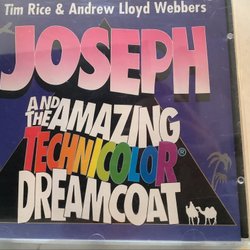 Tim Rice & Andrew Lloyd Webbers
JOSEPH
AND THE AMAZING
TECHNICOLOR®
DREAMCOAT